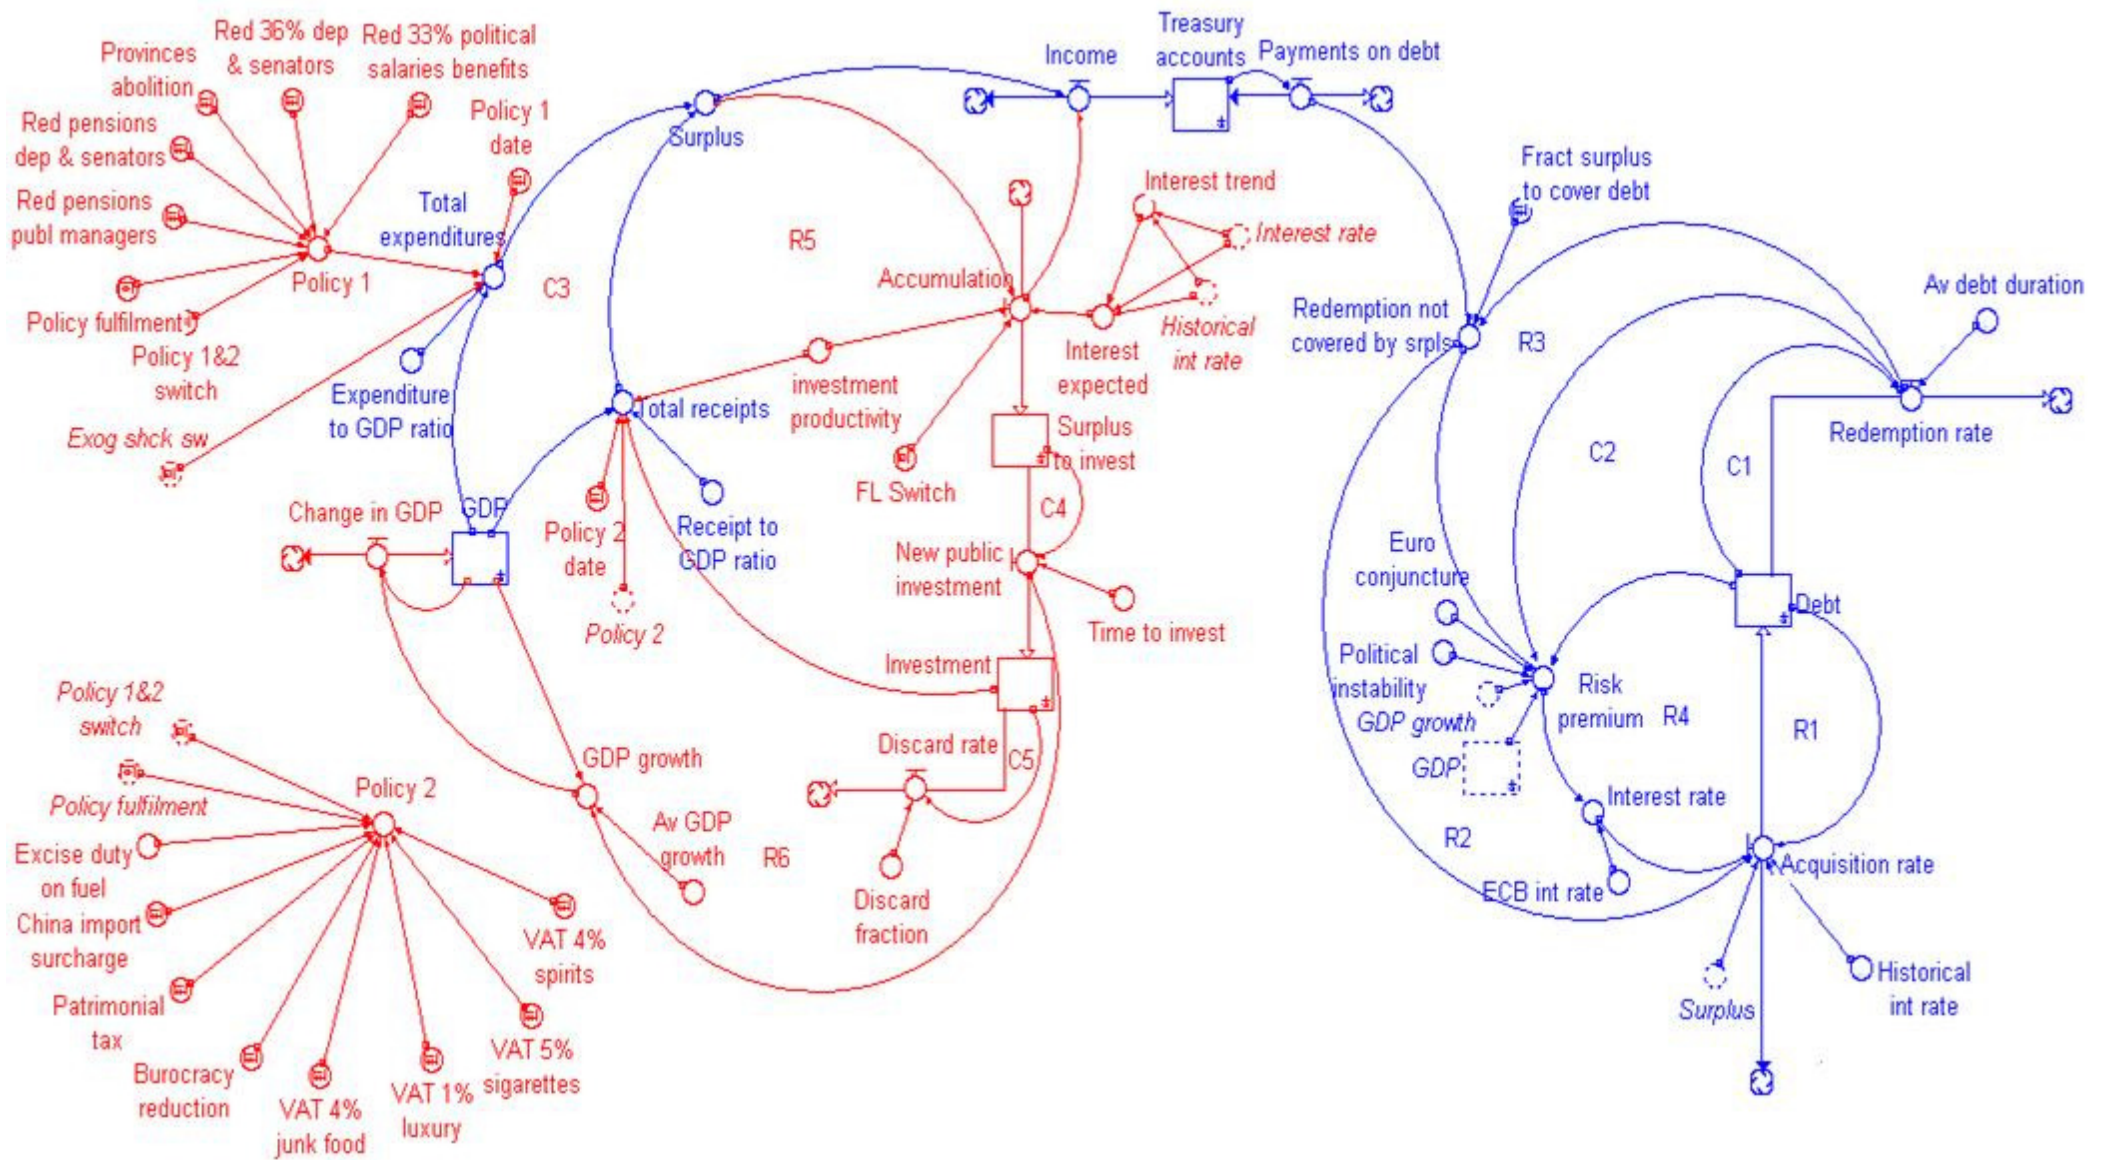 Provinces
abolition
Red 36% dep
& senators
Red 33% political
salaries benefits
Policy 1
date
Red pensions
dep & senators
Red pensions
publ managers
Policy 1
Policy fulfilment
Policy 1&2
switch
Exog shck sw
Total
expenditures
Expenditure
to GDP ratio
C3
Surplus
R5
Income
Treasury
accounts
Payments on debt
Interest trend
Interest rate
Historical
int rate
Accumulation
Interest
expected
investment
productivity
Total receipts
FL Switch
Surplus
to invest
C4
Change in GDP
GDP
Policy 2
date
Receipt to
GDP ratio
Policy 2
New public
investment
Time to invest
Investment
Discard rate
C5
GDP growth
Av GDP
growth
R6
Discard
fraction
Policy 1&2
switch
Policy fulfilment
Policy 2
Excise duty
on fuel
China import
surcharge
Patrimonial
tax
Burocracy
reduction
VAT 4%
junk food
VAT 1%
luxury
VAT 5%
sigarettes
VAT 4%
spirits
Fract surplus
to cover debt
Redemption not
covered by srpls
R3
Av debt duration
Redemption rate
C2
C1
Euro
conjuncture
Debt
Political
instability
Risk
premium
R4
R1
GDP growth
GDP
Interest rate
R2
ECB int rate
Acquisition rate
Surplus
Historical
int rate